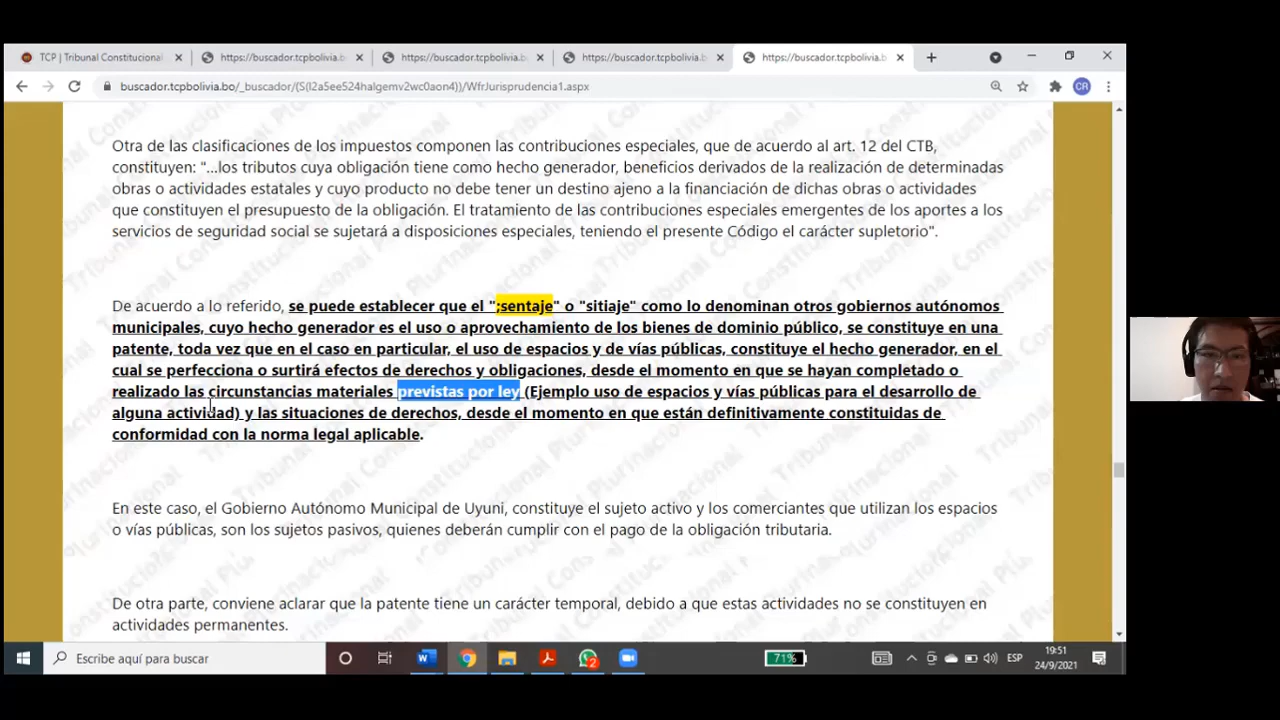 TCP | Tribunal Constitucional
https://buscador.tcpbolivia.b
https://buscador.tcpbolivia.b
https://buscador.tcpbolivia.b
https://buscador.tcpbolivia.b
buscador.tcpbolivia.bo/_buscador/(S(l2a5ee524halgemv2wc0aon4))/WfrJurisprudencia1.aspx
CR
Otra de las clasificaciones de los impuestos componen las contribuciones especiales, que de acuerdo al art. 12 del CTB,
constituyen: "...los tributos cuya obligación tiene como hecho generador, beneficios derivados de la realización de determinadas
obras o actividades estatales y cuyo producto no debe tener un destino ajeno a la financiación de dichas obras o actividades
que constituyen el presupuesto de la obligación. El tratamiento de las contribuciones especiales emergentes de los aportes a los
servicios de seguridad social se sujetará a disposiciones especiales, teniendo el presente Código el carácter supletorio".
De acuerdo a lo referido, se puede establecer que el ";sentaje" o "sitiaje" como lo denominan otros gobiernos autónomos
municipales, cuyo hecho generador es el uso o aprovechamiento de los bienes de dominio público, se constituye en una
patente, toda vez que en el caso en particular, el uso de espacios y de vías públicas, constituye el hecho generador, en el
cual se perfecciona o surtirá efectos de derechos y obligaciones, desde el momento en que se hayan completado o
realizado las circunstancias materiales previstas por ley (Ejemplo uso de espacios y vías públicas para el desarrollo de
alguna actividad) y las situaciones de derechos, desde el momento en que están definitivamente constituidas de
conformidad con la norma legal aplicable.
En este caso, el Gobierno Autónomo Municipal de Uyuni, constituye el sujeto activo y los comerciantes que utilizan los espacios
o vías públicas, son los sujetos pasivos, quienes deberán cumplir con el pago de la obligación tributaria.
De otra parte, conviene aclarar que la patente tiene un carácter temporal, debido a que estas actividades no se constituyen en
actividades permanentes.
Escribe aquí para buscar
2
71%
ESP
19:51
24/9/2021